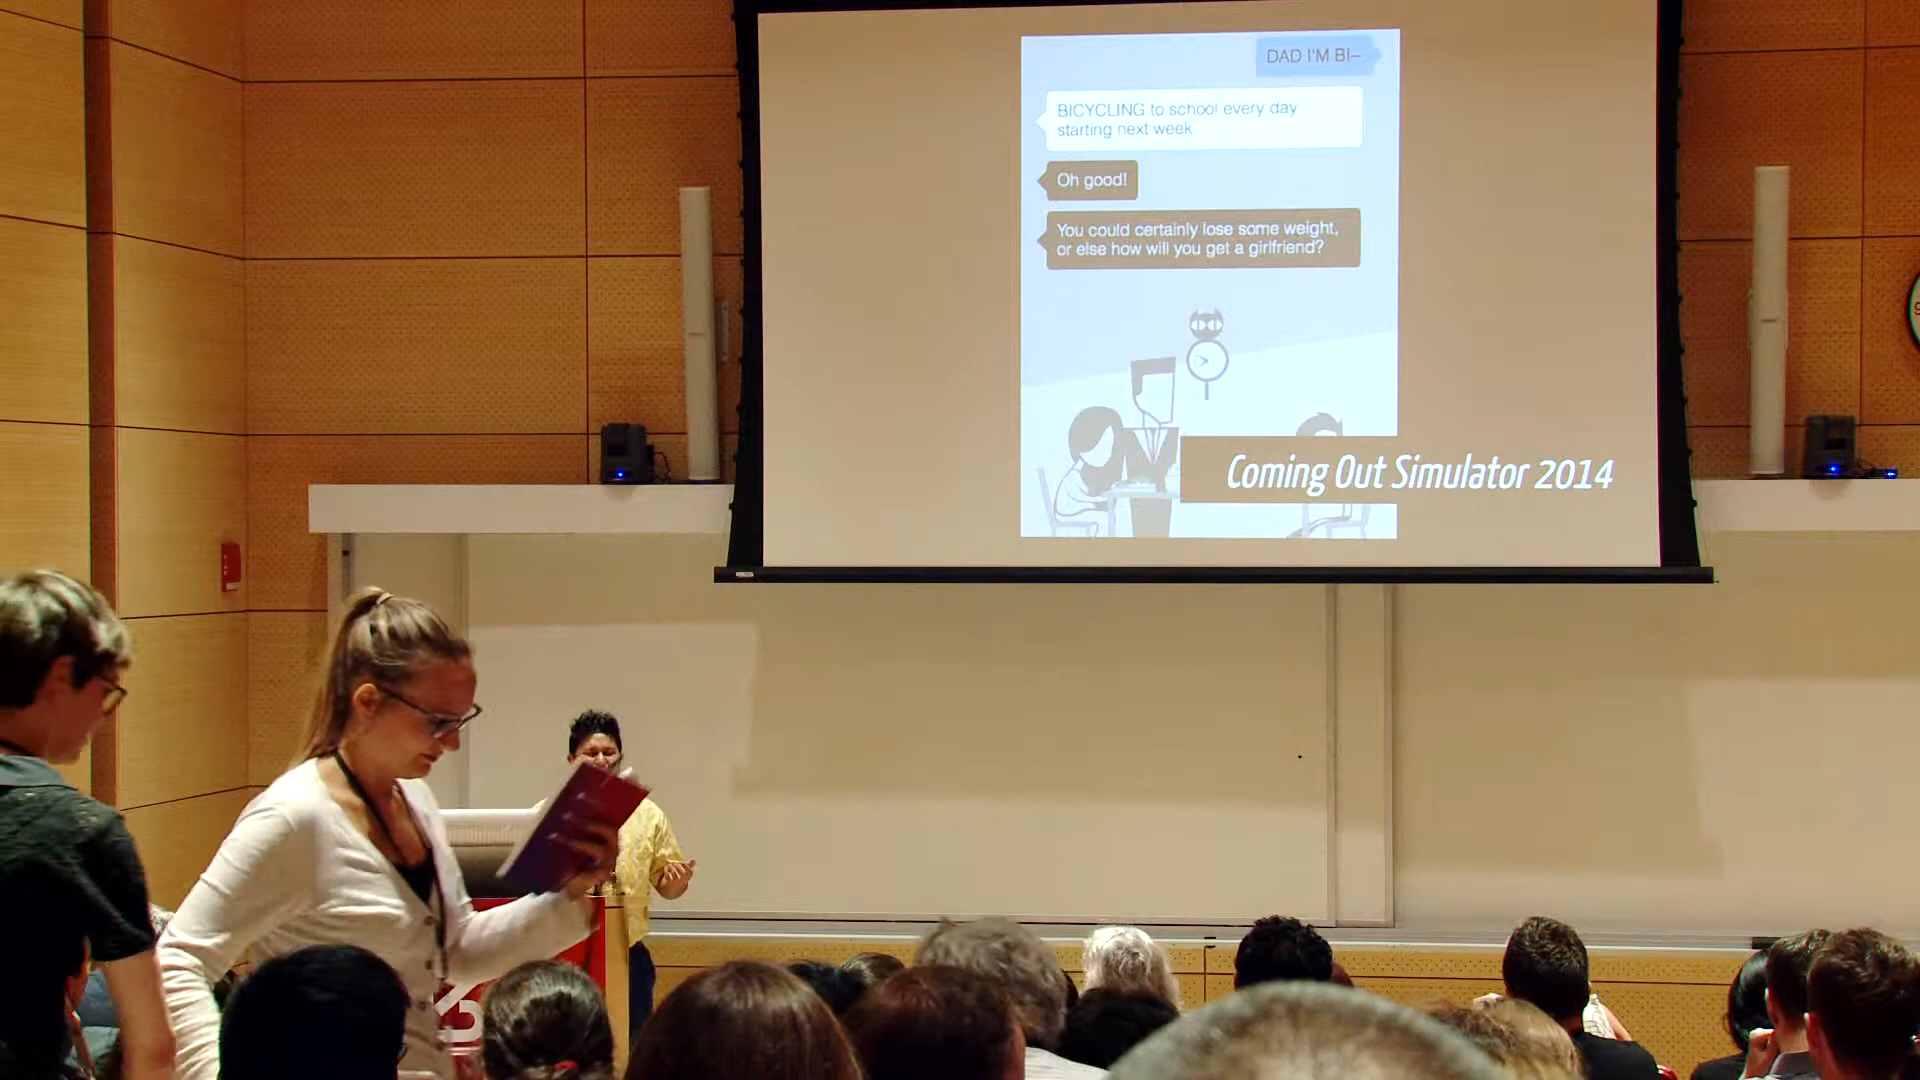 DAD I'M BI–
BICYCLING to school every day
starting next week.
Oh good!
You could certainly lose some weight,
or else how will you get a girlfriend?
Coming Out Simulator 2014